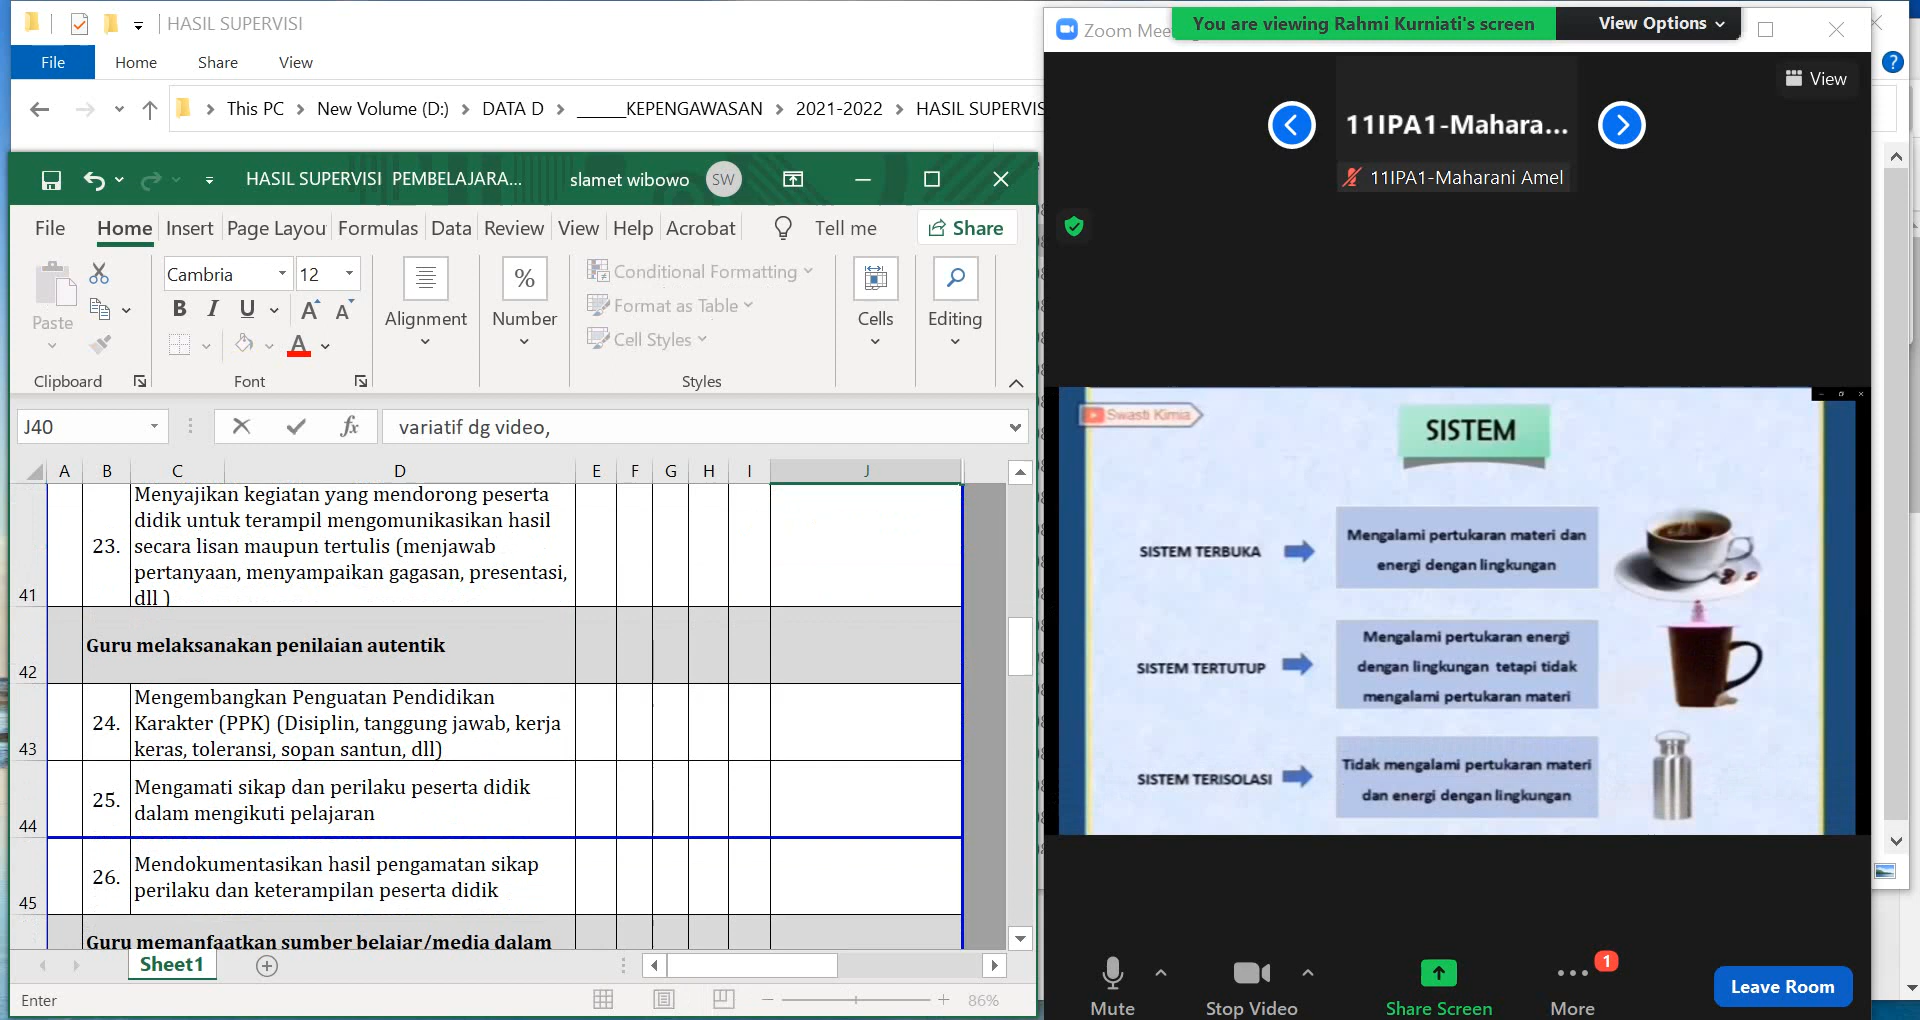 HASIL SUPERVISI
File
Home
Share
View
This PC > New Volume (D:) > DATA D > ______KEPENGAWASAN > 2021-2022 > HASIL SUPERVIS
HASIL SUPERVISI PEMBELAJARA...
slamet wibowo
SW
File
Home
Insert
Page Layou
Formulas
Data
Review
View
Help
Acrobat
Tell me
Share
Paste
Clipboard
Cambria
12
B I U A A
A
Font
Alignment
%
Number
Conditional Formatting
Format as Table
Cell Styles
Styles
Cells
Editing
J40
fx
variatif dg video,
A B C D E F G H I J
41
23.
Menyajikan kegiatan yang mendorong peserta
didik untuk terampil mengomunikasikan hasil
secara lisan maupun tertulis (menjawab
pertanyaan, menyampaikan gagasan, presentasi,
dll )
42
Guru melaksanakan penilaian autentik
43
24.
Mengembangkan Penguatan Pendidikan
Karakter (PPK) (Disiplin, tanggung jawab, kerja
keras, toleransi, sopan santun, dll)
44
25.
Mengamati sikap dan perilaku peserta didik
dalam mengikuti pelajaran
45
26.
Mendokumentasikan hasil pengamatan sikap
perilaku dan keterampilan peserta didik
Guru memanfaatkan sumber belajar/media dalam
Sheet1
Enter
86%
Zoom Mee
You are viewing Rahmi Kurniati's screen
View Options
View
11IPA1-Mahara...
11IPA1-Maharani Amel
Swasti Kimia
SISTEM
SISTEM TERBUKA
Mengalami pertukaran materi dan
energi dengan lingkungan
SISTEM TERTUTUP
Mengalami pertukaran energi
dengan lingkungan tetapi tidak
mengalami pertukaran materi
SISTEM TERISOLASI
Tidak mengalami pertukaran materi
dan energi dengan lingkungan
Mute
Stop Video
Share Screen
1
More
Leave Room
?